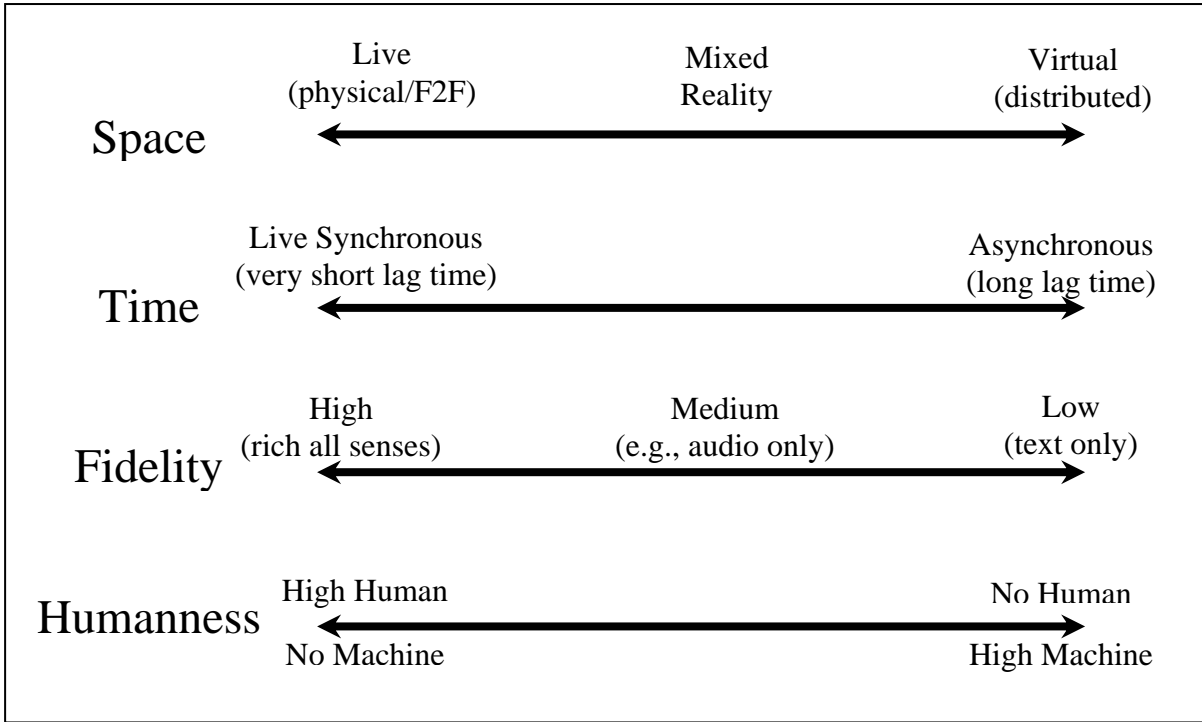 Live
(physical/F2F)
Mixed
Reality
Virtual
(distributed)
Space
Live Synchronous
(very short lag time)
Asynchronous
(long lag time)
Time
High
(rich all senses)
Medium
(e.g., audio only)
Low
(text only)
Fidelity
High Human
No Human
Humanness
No Machine
High Machine